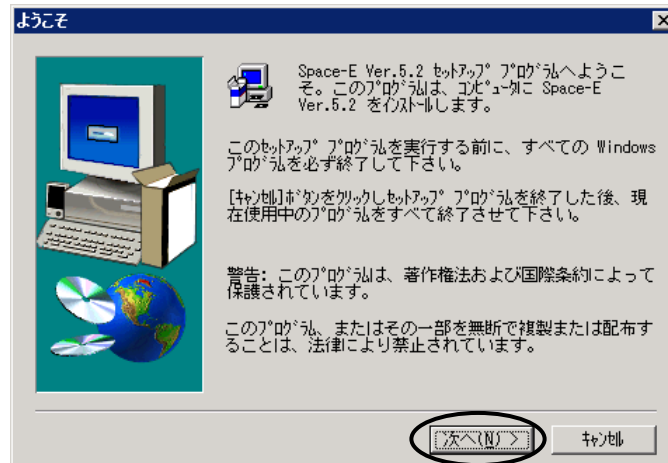 ようこそ
Space-E Ver.5.2 ｾｯﾄｱｯﾌﾟ ﾌﾟﾛｸﾞﾗﾑへようこ
そ。このﾌﾟﾛｸﾞﾗﾑは、ｺﾝﾋﾟｭｰﾀに Space-E
Ver.5.2 をｲﾝｽﾄｰﾙします。
このｾｯﾄｱｯﾌﾟ ﾌﾟﾛｸﾞﾗﾑを実行する前に、すべての Windows
ﾌﾟﾛｸﾞﾗﾑを必ず終了して下さい。
[ｷｬﾝｾﾙ]ﾎﾞﾀﾝをｸﾘｯｸしｾｯﾄｱｯﾌﾟ ﾌﾟﾛｸﾞﾗﾑを終了した後、現
在使用中のﾌﾟﾛｸﾞﾗﾑをすべて終了させて下さい。
警告: このﾌﾟﾛｸﾞﾗﾑは、著作権法および国際条約によって
保護されています。
このﾌﾟﾛｸﾞﾗﾑ、またはその一部を無断で複製または配布す
ることは、法律により禁止されています。
次へ(N) >
ｷｬﾝｾﾙ